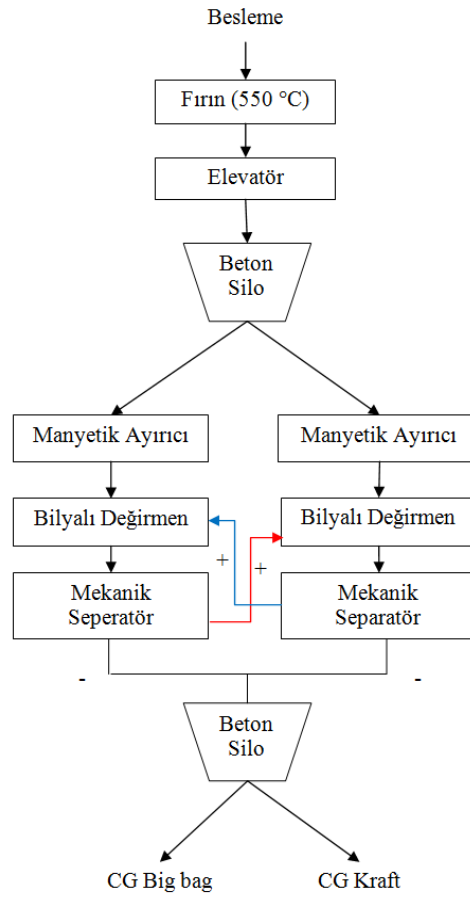 Besleme
Fırın (550 °C)
Elevatör
Beton
Silo
Manyetik Ayırıcı
Manyetik Ayırıcı
Bilyalı Değirmen
Bilyalı Değirmen
+
+
Mekanik
Seperatör
Mekanik
Separatör
-
-
Beton
Silo
CG Big bag
CG Kraft